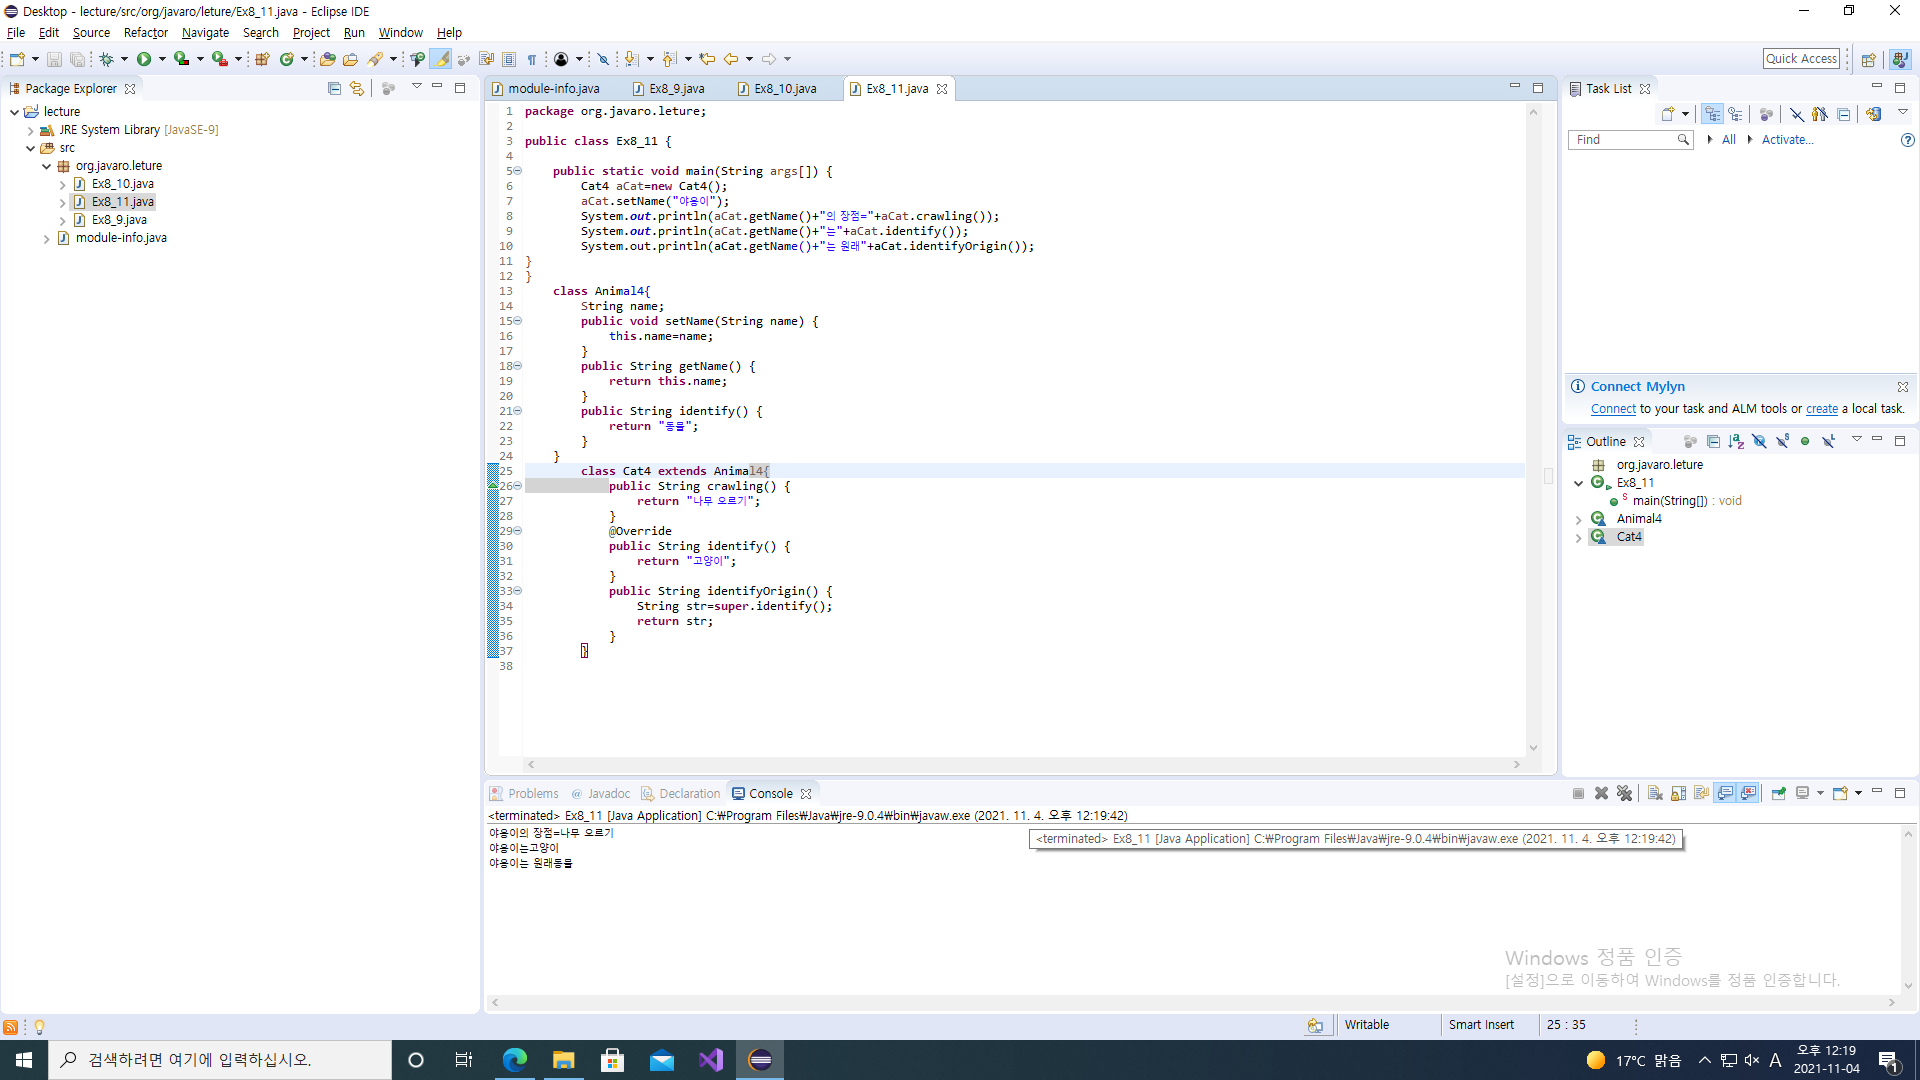 Desktop - lecture/src/org/javaro/leture/Ex8_11.java - Eclipse IDE
File Edit Source Refactor Navigate Search Project Run Window Help
Quick Access
Package Explorer
lecture
JRE System Library [JavaSE-9]
src
org.javaro.leture
Ex8_10.java
Ex8_11.java
Ex8_9.java
module-info.java
module-info.java Ex8_9.java Ex8_10.java Ex8_11.java
1 package org.javaro.leture;
2
3 public class Ex8_11 {
4
5 public static void main(String args[]) {
6 Cat4 aCat=new Cat4();
7 aCat.setName("야옹이");
8 System.out.println(aCat.getName()+"의 장점="+aCat.crawling());
9 System.out.println(aCat.getName()+"는"+aCat.identify());
10 System.out.println(aCat.getName()+"는 원래"+aCat.identifyOrigin());
11 }
12 }
13 class Animal4{
14 String name;
15 public void setName(String name) {
16 this.name=name;
17 }
18 public String getName() {
19 return this.name;
20 }
21 public String identify() {
22 return "동물";
23 }
24 }
25 class Cat4 extends Animal4{
26 public String crawling() {
27 return "나무 오르기";
28 }
29 @Override
30 public String identify() {
31 return "고양이";
32 }
33 public String identifyOrigin() {
34 String str=super.identify();
35 return str;
36 }
37 }
38
Task List
Find All Activate...
Connect Mylyn
Connect to your task and ALM tools or create a local task.
Outline
org.javaro.leture
Ex8_11
main(String[]) : void
Animal4
Cat4
Problems Javadoc Declaration Console
<terminated> Ex8_11 [Java Application] C:₩Program Files₩Java₩jre-9.0.4₩bin₩javaw.exe (2021. 11. 4. 오후 12:19:42)
야옹이의 장점=나무 오르기
야옹이는고양이
야옹이는 원래동물
<terminated> Ex8_11 [Java Application] C:₩Program Files₩Java₩jre-9.0.4₩bin₩javaw.exe (2021. 11. 4. 오후 12:19:42)
Windows 정품 인증
[설정]으로 이동하여 Windows를 정품 인증합니다.
Writable Smart Insert 25 : 35
검색하려면 여기에 입력하십시오.
17°C 맑음 A 오후 12:19
2021-11-04
1